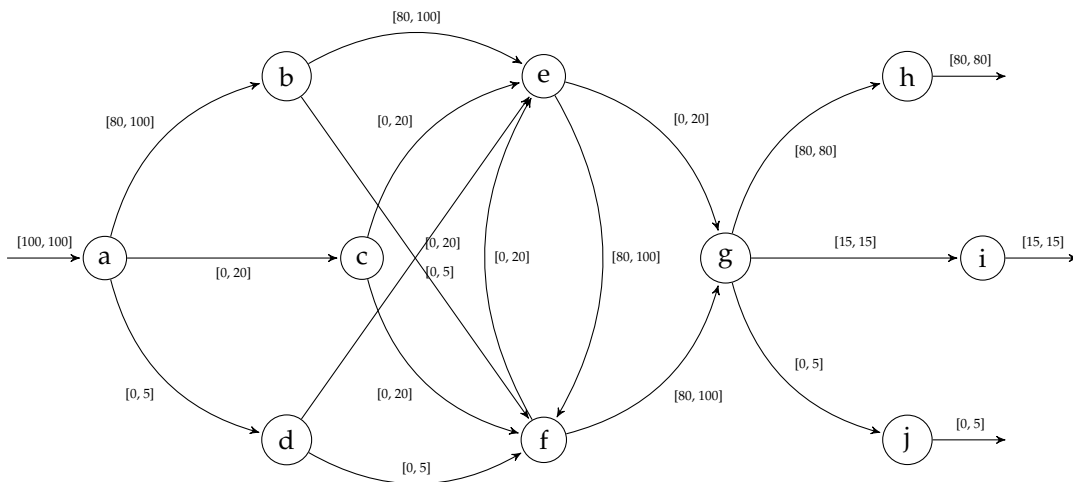 [80, 100]
b
e
h
[80, 80]
[80, 100]
[0, 20]
[0, 20]
[80, 80]
[100, 100]
a
[0, 20]
c
[0, 20]
[0, 5]
[0, 20]
[80, 100]
g
[15, 15]
i
[15, 15]
[0, 5]
[0, 20]
[80, 100]
[0, 5]
d
[0, 5]
f
j
[0, 5]